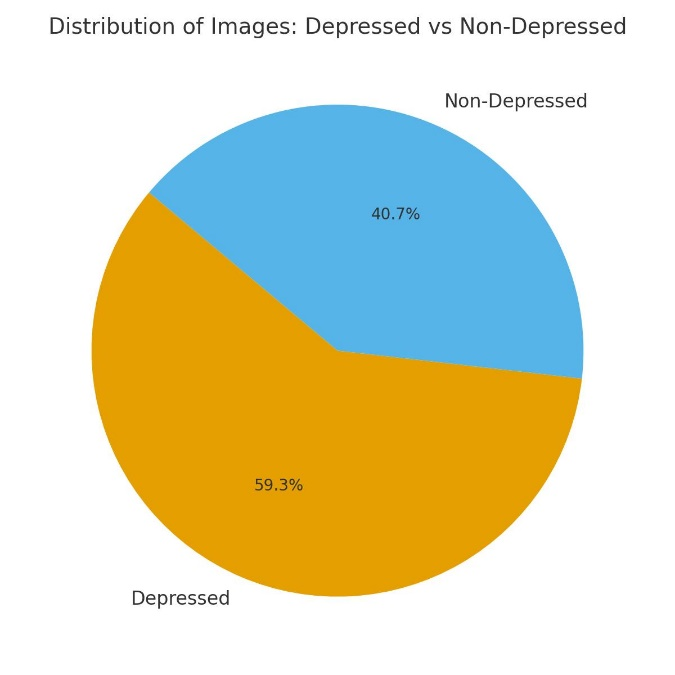 Distribution of Images: Depressed vs Non-Depressed
Non-Depressed
40.7%
59.3%
Depressed